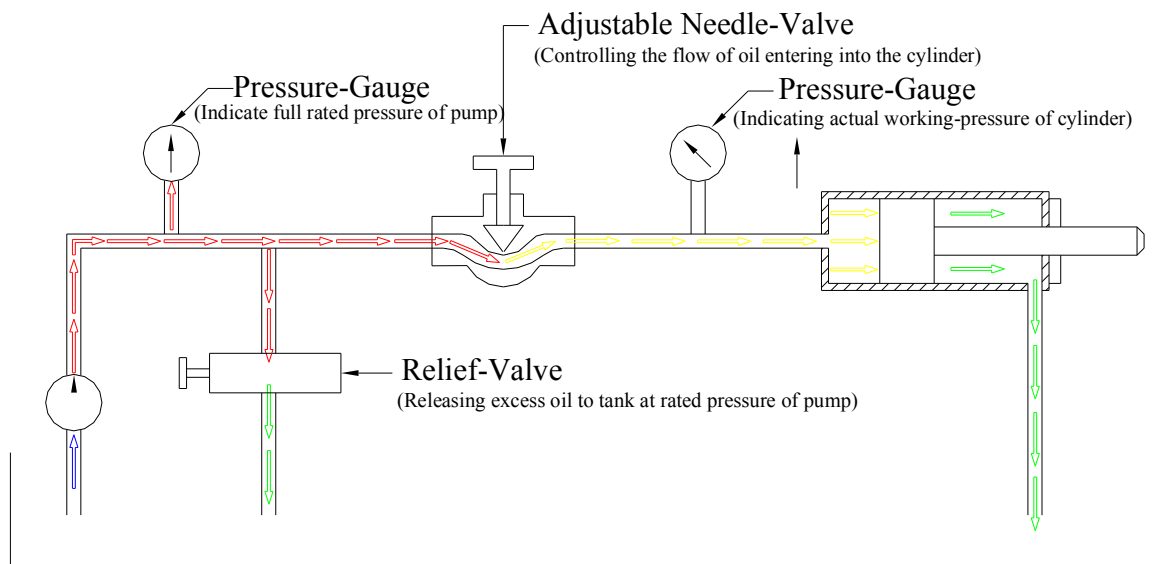 Adjustable Needle-Valve
(Controlling the flow of oil entering into the cylinder)
Pressure-Gauge
(Indicate full rated pressure of pump)
Pressure-Gauge
(Indicating actual working-pressure of cylinder)
Relief-Valve
(Releasing excess oil to tank at rated pressure of pump)